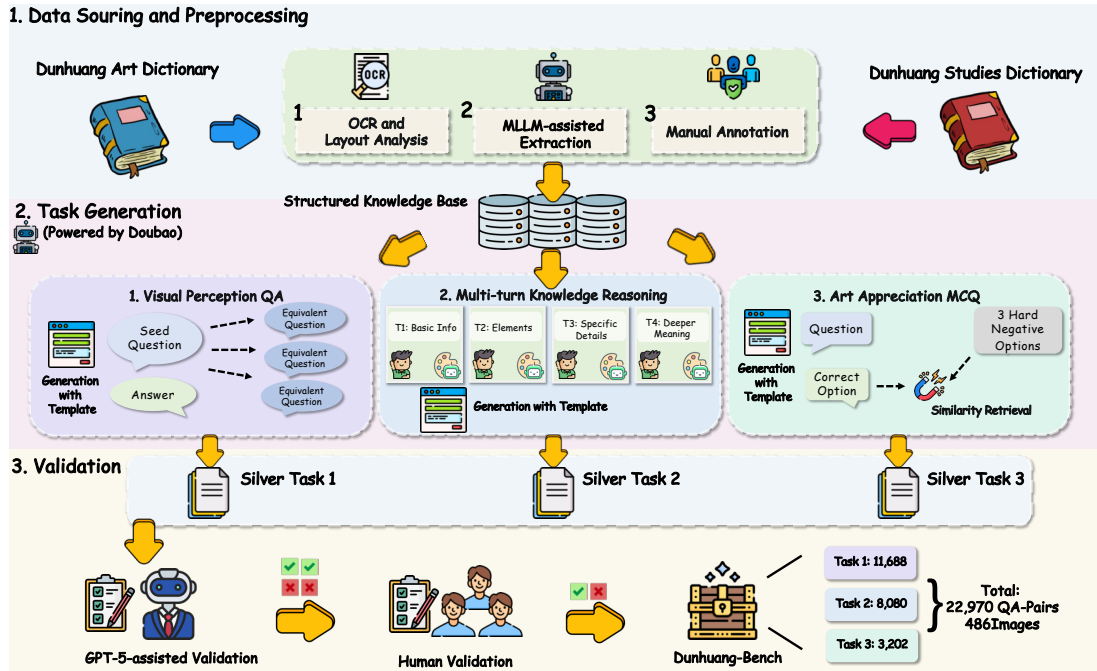 1. Data Souring and Preprocessing
Dunhuang Art Dictionary
Dunhuang Studies Dictionary
OCR
1
OCR and
Layout Analysis
2
MLLM-assisted
Extraction
3
Manual Annotation
Structured Knowledge Base
2. Task Generation
(Powered by Doubao)
1. Visual Perception QA
Generation
with
Template
Seed
Question
Answer
Equivalent
Question
Equivalent
Question
Equivalent
Question
2. Multi-turn Knowledge Reasoning
T1: Basic Info
T2: Elements
T3: Specific
Details
T4: Deeper
Meaning
Generation with Template
3. Art Appreciation MCQ
Generation
with
Template
Question
Correct
Option
3 Hard
Negative
Options
Similarity Retrieval
3. Validation
Silver Task 1
Silver Task 2
Silver Task 3
GPT-5-assisted Validation
Human Validation
Dunhuang-Bench
Task 1: 11,688
Task 2: 8,080
Task 3: 3,202
Total:
22,970 QA-Pairs
486Images